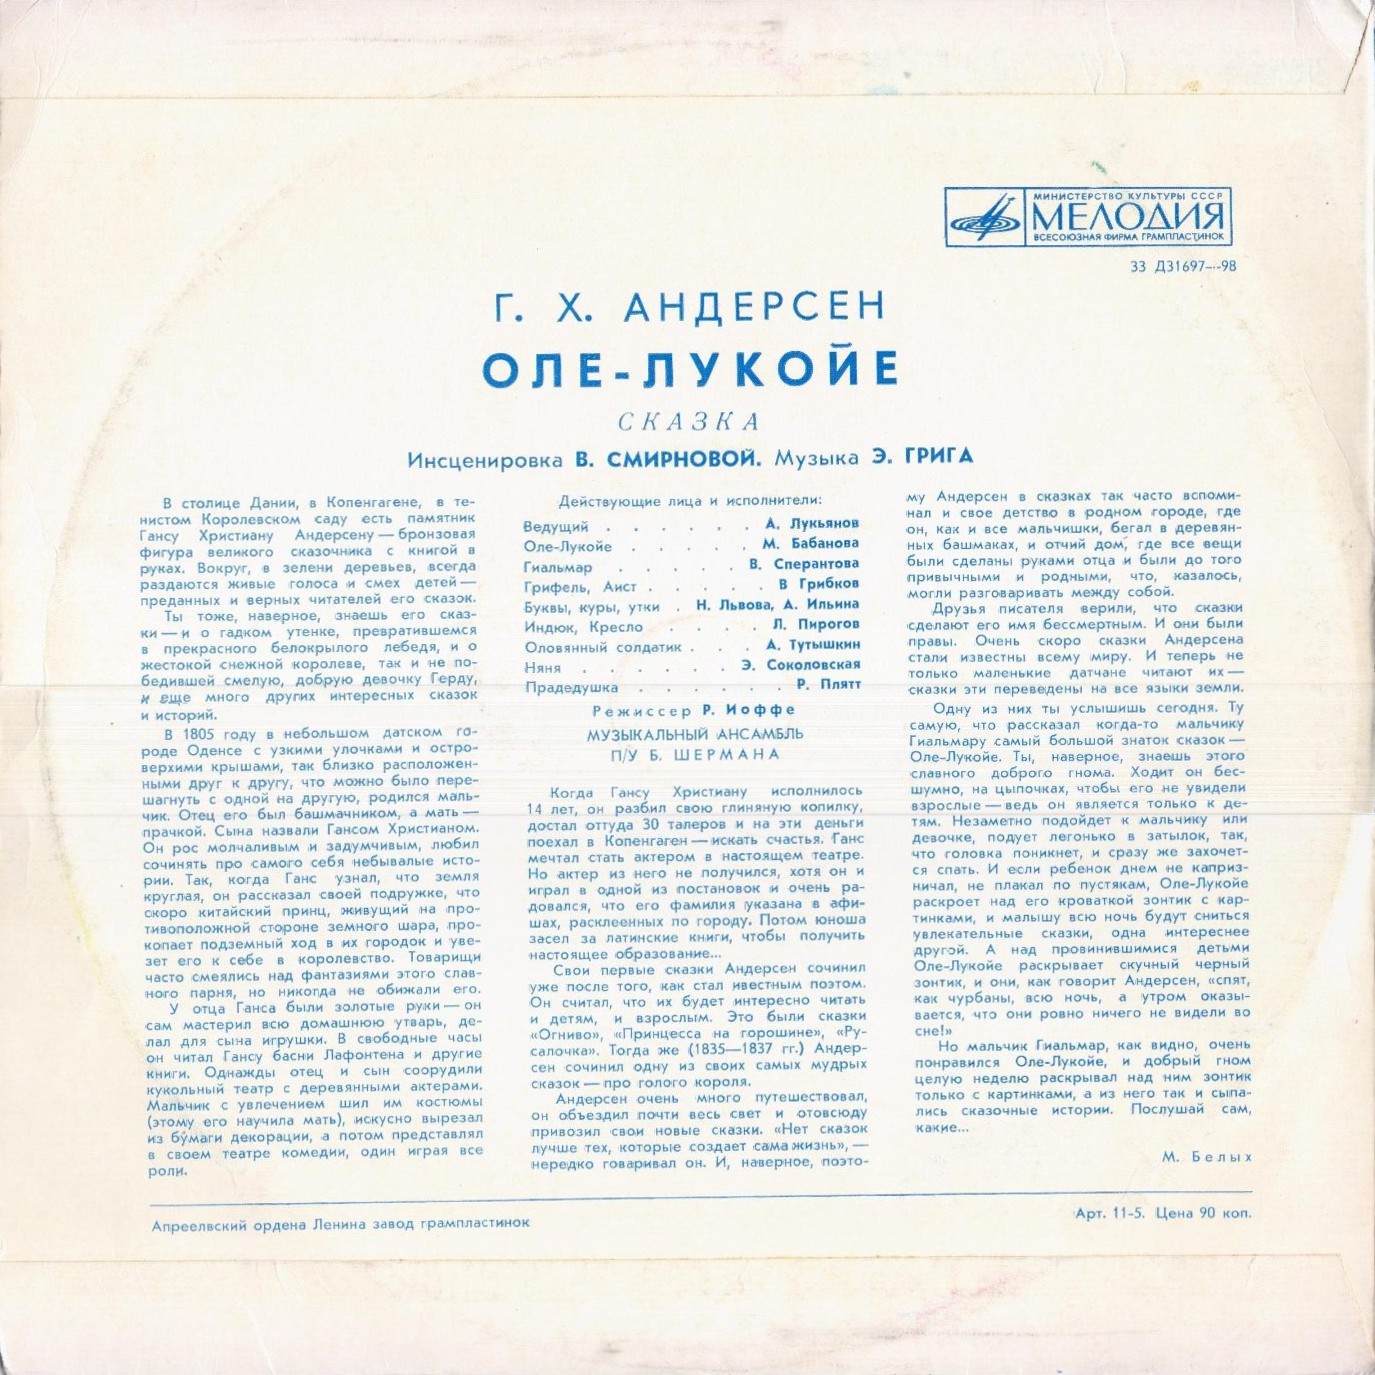 МИНИСТЕРСТВО КУЛЬТУРЫ СССР
МЕЛОДИЯ
ВСЕСОЮЗНАЯ ФИРМА ГРАМПЛАСТИНОК
33 Д31697—98
Г. Х. АНДЕРСЕН
ОЛЕ-ЛУКОЙЕ
СКАЗКА
Инсценировка В. СМИРНОВОЙ. Музыка Э. ГРИГА
В столице Дании, в Копенгагене, в те-
нистом Королевском саду есть памятник
Гансу Христиану Андерсену — бронзовая
фигура великого сказочника с книгой в
руках. Вокруг, в зелени деревьев, всегда
раздаются живые голоса и смех детей —
преданных и верных читателей его сказок.
Ты тоже, наверное, знаешь его сказ-
ки — и о гадком утенке, превратившемся
в прекрасного белокрылого лебедя, и о
жестокой снежной королеве, так и не по-
бедившей смелую, добрую девочку Герду,
и еще много других интересных сказок
и историй.
В 1805 году в небольшом датском го-
роде Оденсе с узкими улочками и остро-
верхими крышами, так близко расположен-
ными друг к другу, что можно было пере-
шагнуть с одной на другую, родился маль-
чик. Отец его был башмачником, а мать —
прачкой. Сына назвали Гансом Христианом.
Он рос молчаливым и задумчивым, любил
сочинять про самого себя небывалые исто-
рии. Так, когда Ганс узнал, что земля
круглая, он рассказал своей подружке, что
скоро китайский принц, живущий на про-
тивоположной стороне земного шара, про-
копает подземный ход в их городок и уве-
зет его к себе в королевство. Товарищи
часто смеялись над фантазиями этого слав-
ного парня, но никогда не обижали его.
У отца Ганса были золотые руки — он
сам мастерил всю домашнюю утварь, де-
лал для сына игрушки. В свободные часы
он читал Гансу басни Лафонтена и другие
книги. Однажды отец и сын соорудили
кукольный театр с деревянными актерами.
Мальчик с увлечением шил им костюмы
(этому его научила мать), искусно вырезал
из бумаги декорации, а потом представлял
в своем театре комедии, один играя все
роли.
Действующие лица и исполнители:
Ведущий . . . . . . А. Лукьянов
Оле-Лукойе . . . . . М. Бабанова
Гиальмар . . . . . В. Сперантова
Грифель, Аист . . . . . В Грибков
Буквы, куры, утки . Н. Львова, А. Ильина
Индюк, Кресло . . . . Л. Пирогов
Оловянный солдатик . . . А. Тутышкин
Няня . . . . . . Э. Соколовская
Прадедушка . . . . . . Р. Плятт
Режиссер Р. Иоффе
МУЗЫКАЛЬНЫЙ АНСАМБЛЬ
П/У Б. ШЕРМАНА
Когда Гансу Христиану исполнилось
14 лет, он разбил свою глиняную копилку,
достал оттуда 30 талеров и на эти деньги
поехал в Копенгаген — искать счастья. Ганс
мечтал стать актером в настоящем театре.
Но актер из него не получился, хотя он и
играл в одной из постановок и очень ра-
довался, что его фамилия указана в афи-
шах, расклеенных по городу. Потом юноша
засел за латинские книги, чтобы получить
настоящее образование...
Свои первые сказки Андерсен сочинил
уже после того, как стал ивестным поэтом.
Он считал, что их будет интересно читать
и детям, и взрослым. Это были сказки
«Огниво», «Принцесса на горошине», «Ру-
салочка». Тогда же (1835—1837 гг.) Андер-
сен сочинил одну из своих самых мудрых
сказок — про голого короля.
Андерсен очень много путешествовал,
он объездил почти весь свет и отовсюду
привозил свои новые сказки. «Нет сказок
лучше тех, которые создает сама жизнь», —
нередко говаривал он. И, наверное, поэто-
му Андерсен в сказках так часто вспоми-
нал и свое детство в родном городе, где
он, как и все мальчишки, бегал в деревян-
ных башмаках, и отчий дом, где все вещи
были сделаны руками отца и были до того
привычными и родными, что, казалось,
могли разговаривать между собой.
Друзья писателя верили, что сказки
сделают его имя бессмертным. И они были
правы. Очень скоро сказки Андерсена
стали известны всему миру. И теперь не
только маленькие датчане читают их —
сказки эти переведены на все языки земли.
Одну из них ты услышишь сегодня. Ту
самую, что рассказал когда-то мальчику
Гиальмару самый большой знаток сказок —
Оле-Лукойе. Ты, наверное, знаешь этого
славного доброго гнома. Ходит он бес-
шумно, на цыпочках, чтобы его не увидели
взрослые — ведь он является только к де-
тям. Незаметно подойдет к мальчику или
девочке, подует легонько в затылок, так,
что головка поникнет, и сразу же захочет-
ся спать. И если ребенок днем не каприз-
ничал, не плакал по пустякам, Оле-Лукойе
раскроет над его кроваткой зонтик с кар-
тинками, и малышу всю ночь будут сниться
увлекательные сказки, одна интереснее
другой. А над провинившимися детьми
Оле-Лукойе раскрывает скучный черный
зонтик, и они, как говорит Андерсен, «спят,
как чурбаны, всю ночь, а утром оказы-
вается, что они ровно ничего не видели во
сне!»
Но мальчик Гиальмар, как видно, очень
понравился Оле-Лукойе, и добрый гном
целую неделю раскрывал над ним зонтик
только с картинками, а из него так и сыпа-
лись сказочные истории. Послушай сам,
какие...
М. Белых
Апреелвский ордена Ленина завод грампластинок
Арт. 11-5. Цена 90 коп.